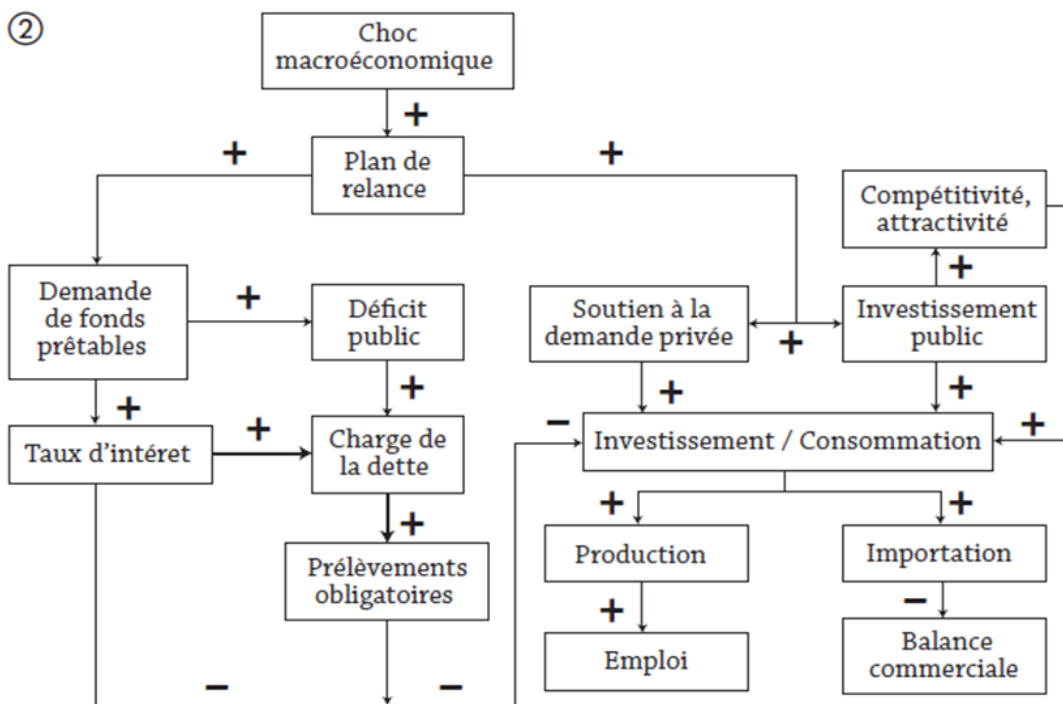 ②
Choc
macroéconomique
+
+
Plan de
relance
+
Compétitivité,
attractivité
+
Demande
de fonds
prêtables
+
Déficit
public
Soutien à la
demande privée
+
Investissement
public
+
+
+
+
Taux d'intéret
+
Charge de
la dette
−
Investissement / Consommation
+
+
+
+
Prélèvements
obligatoires
Production
Importation
+
−
Emploi
Balance
commerciale
−
−